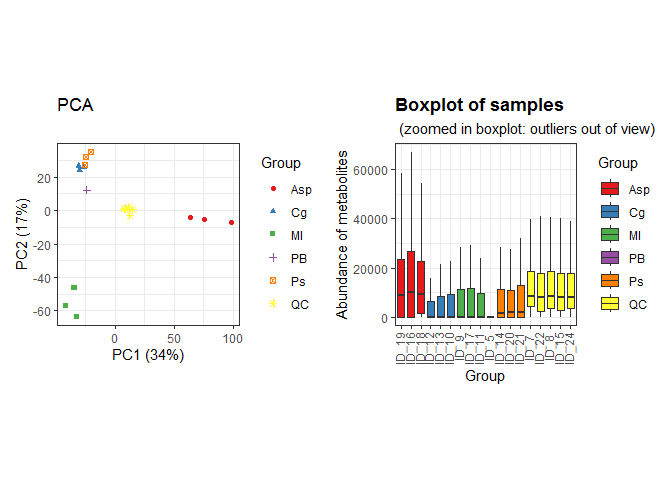 PCA
PC2 (17%)
20
0
-20
-40
-60
0
50
100
PC1 (34%)
Group
Asp
Cg
MI
PB
Ps
QC
Boxplot of samples
(zoomed in boxplot: outliers out of view)
Abundance of metabolites
60000
40000
20000
0
ID_19
ID_16
ID_18
ID_12
ID_13
ID_10
ID_9
ID_17
ID_11
ID_5
ID_14
ID_20
ID_21
ID_7
ID_22
ID_8
ID_15
ID_24
Group
Group
Asp
Cg
MI
PB
Ps
QC